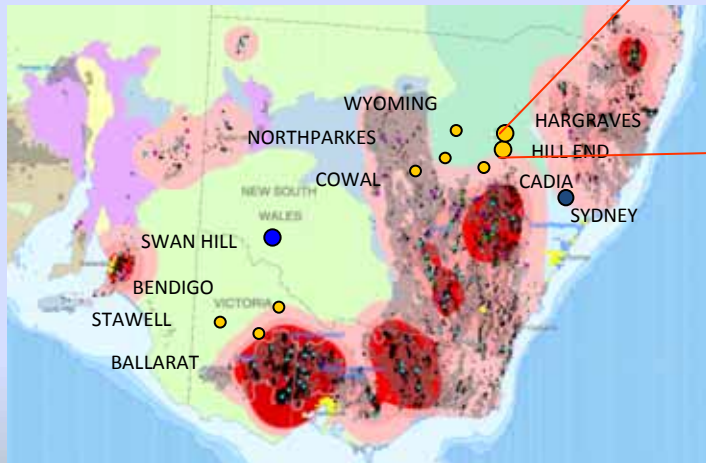 WYOMING
HARGRAVES
NORTHPARKES
HILL END
COWAL
CADIA
NEW SOUTH
WALES
SYDNEY
SWAN HILL
BENDIGO
VICTORIA
STAWELL
BALLARAT